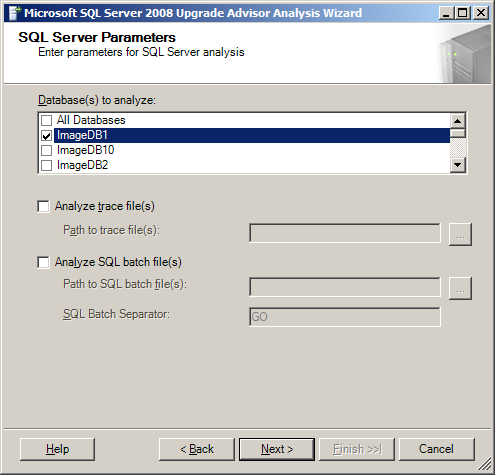 Microsoft SQL Server 2008 Upgrade Advisor Analysis Wizard
SQL Server Parameters
Enter parameters for SQL Server analysis
Database(s) to analyze:
All Databases
ImageDB1
ImageDB10
ImageDB2
Analyze trace file(s)
Path to trace file(s):
...
Analyze SQL batch file(s)
Path to SQL batch file(s):
...
SQL Batch Separator:
GO
Help
< Back
Next >
Finish >>|
Cancel